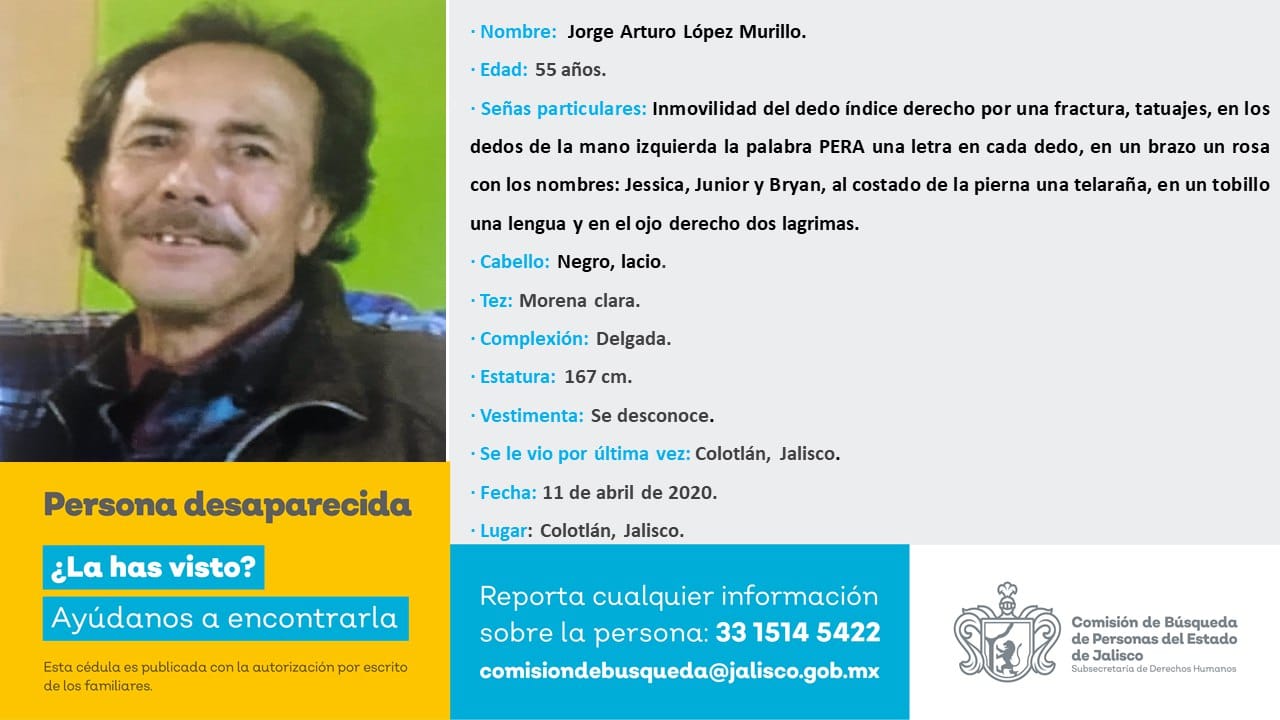 · Nombre: Jorge Arturo López Murillo.
· Edad: 55 años.
· Señas particulares: Inmovilidad del dedo índice derecho por una fractura, tatuajes, en los
dedos de la mano izquierda la palabra PERA una letra en cada dedo, en un brazo un rosa
con los nombres: Jessica, Junior y Bryan, al costado de la pierna una telaraña, en un tobillo
una lengua y en el ojo derecho dos lagrimas.
· Cabello: Negro, lacio.
· Tez: Morena clara.
· Complexión: Delgada.
· Estatura: 167 cm.
· Vestimenta: Se desconoce.
· Se le vio por última vez: Colotlán, Jalisco.
· Fecha: 11 de abril de 2020.
· Lugar: Colotlán, Jalisco.
Persona desaparecida
¿La has visto?
Ayúdanos a encontrarla
Esta cédula es publicada con la autorización por escrito
de los familiares.
Reporta cualquier información
sobre la persona: 33 1514 5422
comisiondebusqueda@jalisco.gob.mx
Comisión de Búsqueda
de Personas del Estado
de Jalisco
Subsecretaría de Derechos Humanos